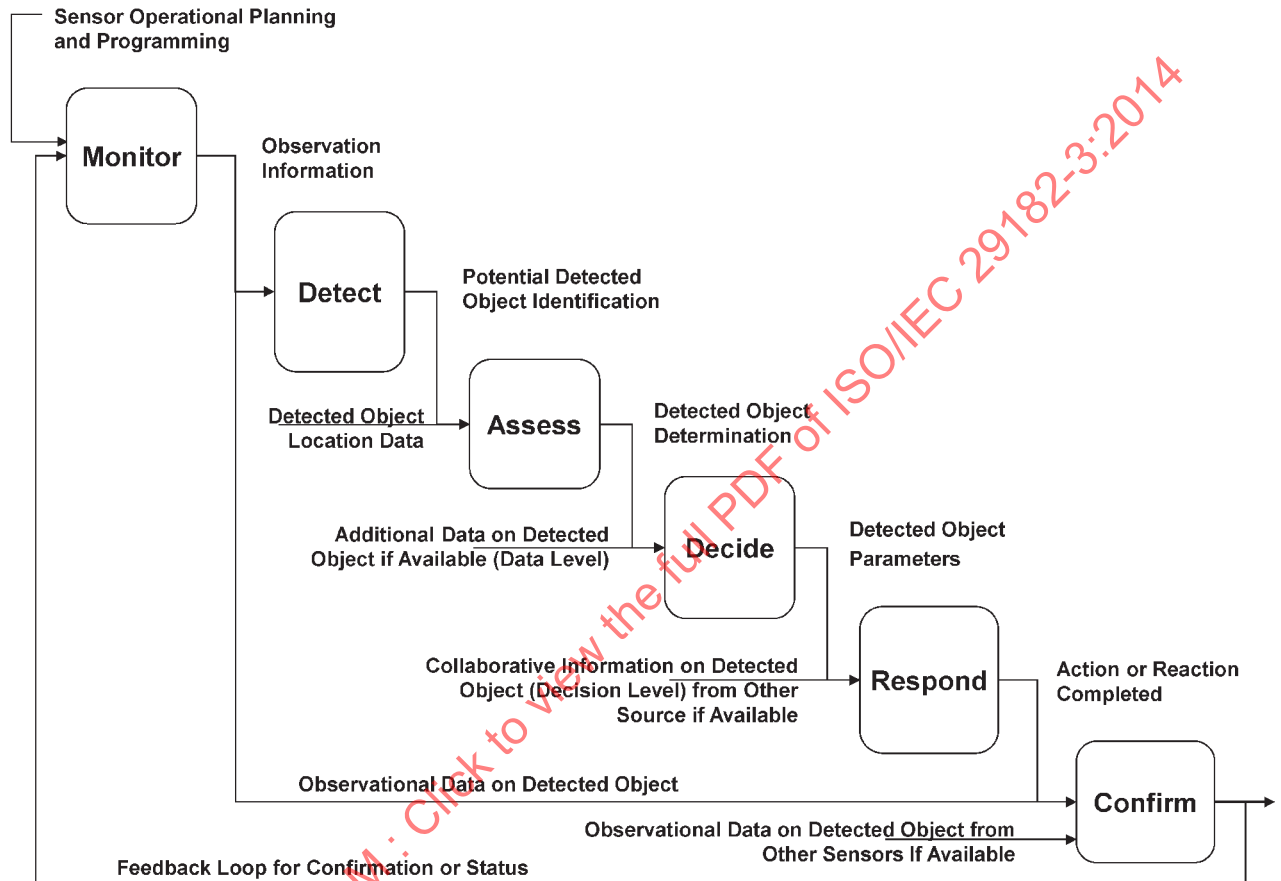 Sensor Operational Planning
and Programming
Monitor
Observation
Information
Detect
Potential Detected
Object Identification
Detected Object
Location Data
Assess
Detected Object
Determination
Additional Data on Detected
Object if Available (Data Level)
Decide
Detected Object
Parameters
Collaborative Information on Detected
Object (Decision Level) from Other
Source if Available
Respond
Action or Reaction
Completed
Observational Data on Detected Object
Confirm
Observational Data on Detected Object from
Other Sensors If Available
Feedback Loop for Confirmation or Status
M : Click to view the full PDF of ISO/IEC 29182-3:2014